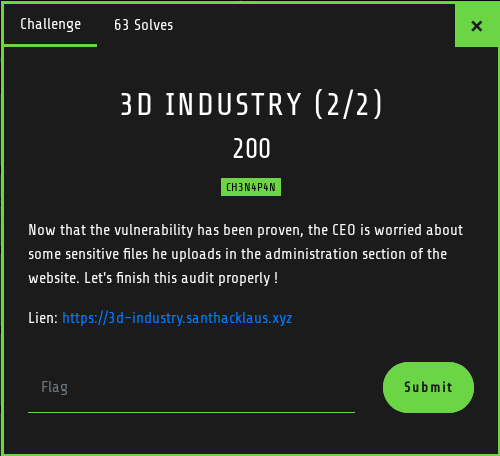 Challenge
63 Solves
×
3D INDUSTRY (2/2)
200
CH3N4P4N
Now that the vulnerability has been proven, the CEO is worried about
some sensitive files he uploads in the administration section of the
website. Let's finish this audit properly !
Lien: https://3d-industry.santhacklaus.xyz
Flag
Submit